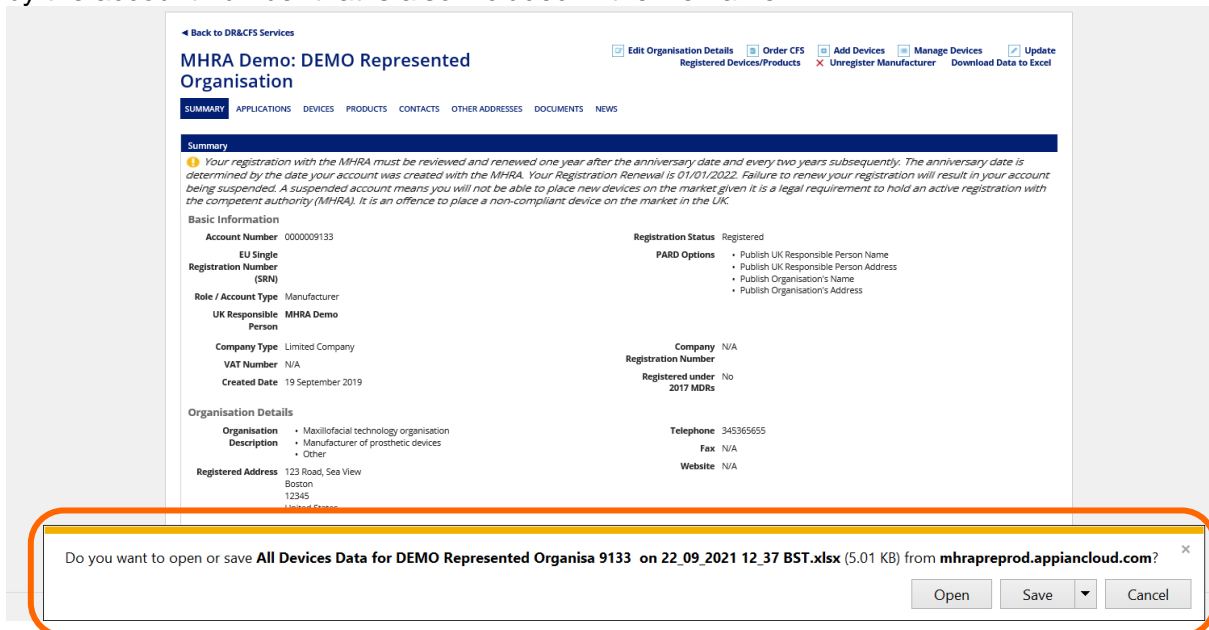 ◄ Back to DR&CFS Services
MHRA Demo: DEMO Represented
Organisation
Edit Organisation Details Order CFS Add Devices Manage Devices Update
Registered Devices/Products Unregister Manufacturer Download Data to Excel
SUMMARY APPLICATIONS DEVICES PRODUCTS CONTACTS OTHER ADDRESSES DOCUMENTS NEWS
Summary
Your registration with the MHRA must be reviewed and renewed one year after the anniversary date and every two years subsequently. The anniversary date is
determined by the date your account was created with the MHRA. Your Registration Renewal is 01/01/2022. Failure to renew your registration will result in your account
being suspended. A suspended account means you will not be able to place new devices on the market given it is a legal requirement to hold an active registration with
the competent authority (MHRA). It is an offence to place a non-compliant device on the market in the UK.
Basic Information
Account Number 0000009133
EU Single
Registration Number
(SRN)
Role / Account Type Manufacturer
UK Responsible MHRA Demo
Person
Company Type Limited Company
VAT Number N/A
Created Date 19 September 2019
Registration Status Registered
PARD Options • Publish UK Responsible Person Name
• Publish UK Responsible Person Address
• Publish Organisation's Name
• Publish Organisation's Address
Company N/A
Registration Number
Registered under No
2017 MDRs
Organisation Details
Organisation • Maxillofacial technology organisation
Description • Manufacturer of prosthetic devices
• Other
Registered Address 123 Road, Sea View
Boston
12345
United States
Telephone 345365655
Fax N/A
Website N/A
Do you want to open or save All Devices Data for DEMO Represented Organisa 9133 on 22_09_2021 12_37 BST.xlsx (5.01 KB) from mhrapreprod.appiancloud.com?
Open Save Cancel